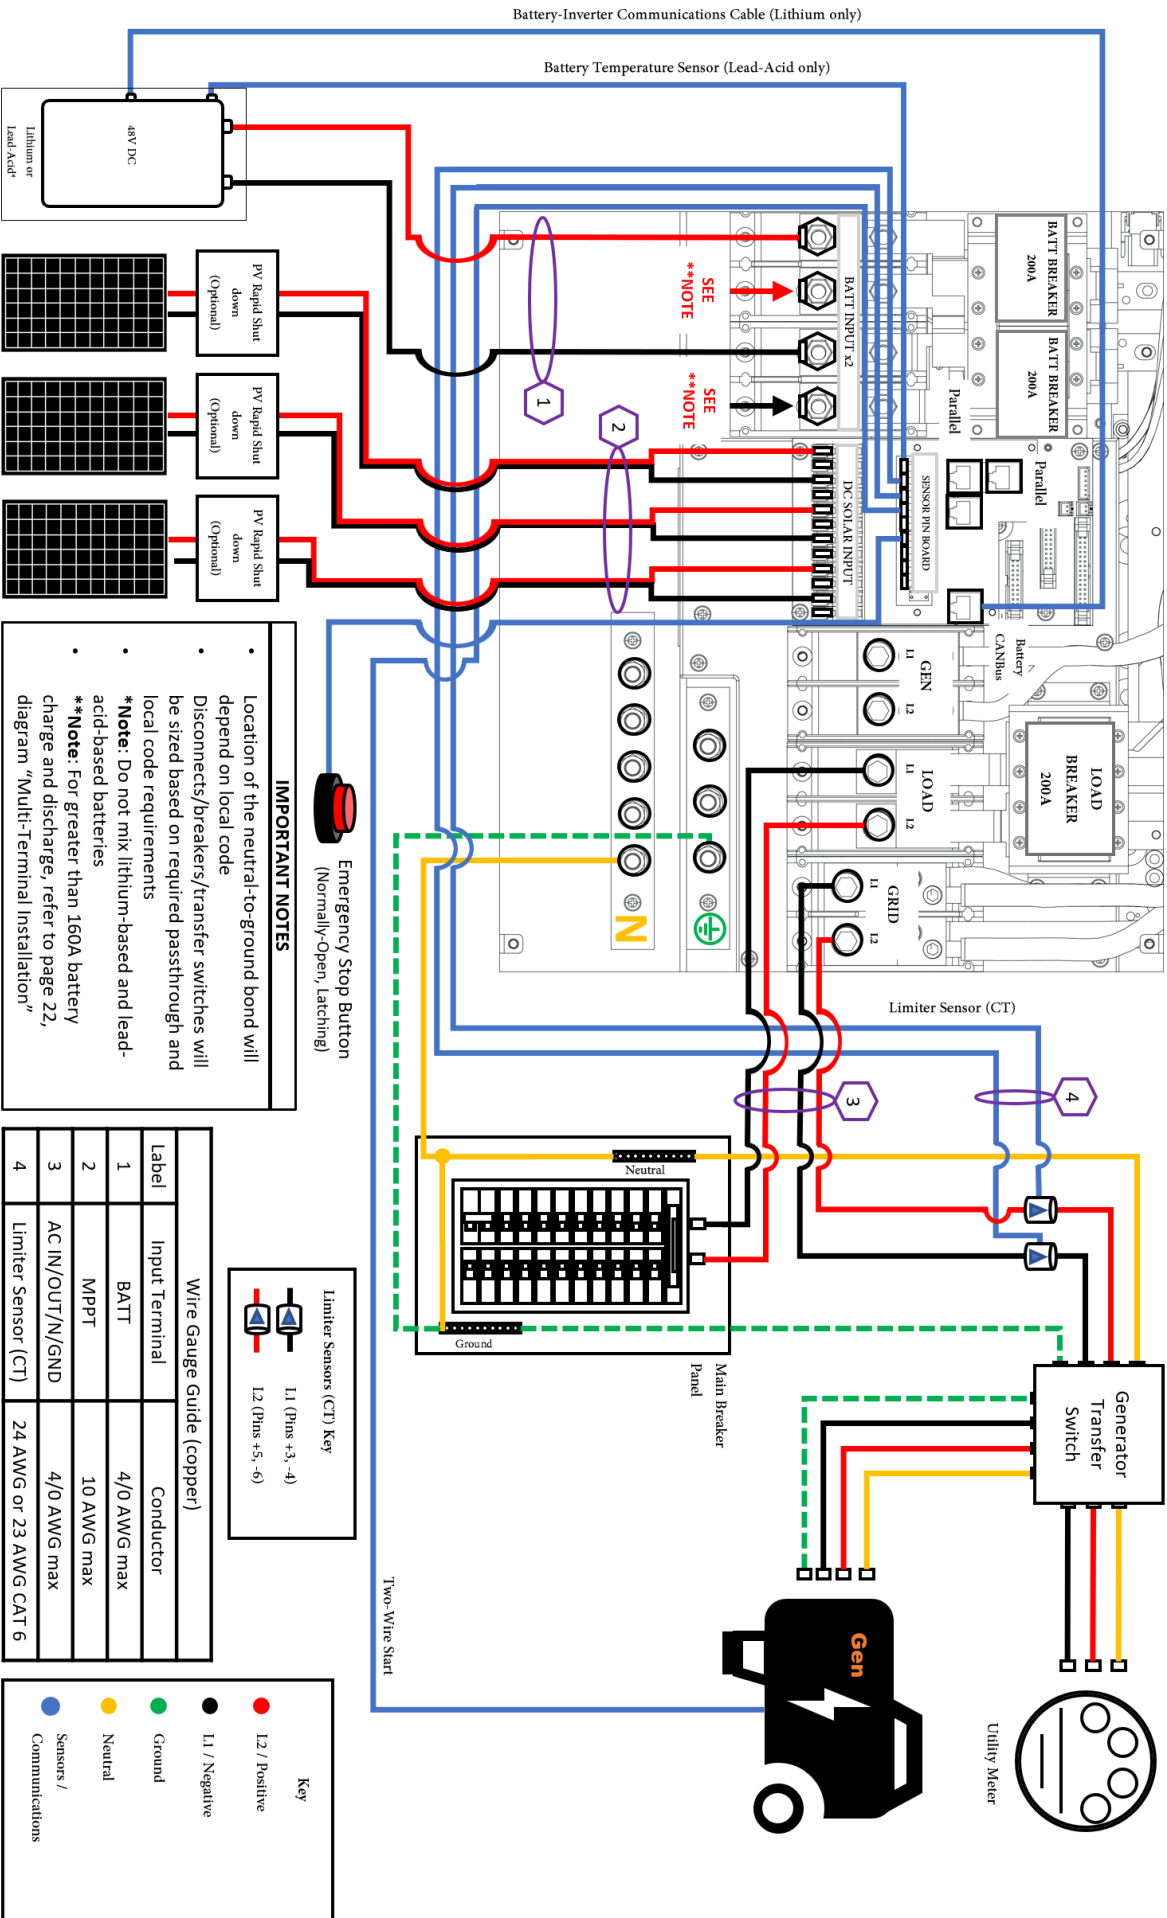 Battery-Inverter Communications Cable (Lithium only)
Battery Temperature Sensor (Lead-Acid only)
48V DC
Lithium or
Lead-Acid*
PV Rapid Shut
down
(Optional)
PV Rapid Shut
down
(Optional)
PV Rapid Shut
down
(Optional)
BATT BREAKER
200A
BATT BREAKER
200A
BATT INPUT x2
SEE
**NOTE
SEE
**NOTE
1
2
Parallel
Parallel
SENSOR PIN BOARD
DC SOLAR INPUT
Battery
CANBus
GEN
L1
L2
LOAD
L1
L2
LOAD
BREAKER
200A
GRID
L1
L2
N
Limiter Sensor (CT)
3
4
Emergency Stop Button
(Normally-Open, Latching)
IMPORTANT NOTES
• Location of the neutral-to-ground bond will
depend on local code
• Disconnects/breakers/transfer switches will
be sized based on required passthrough and
local code requirements
• *Note: Do not mix lithium-based and lead-
acid-based batteries
• **Note: For greater than 160A battery
charge and discharge, refer to page 22,
diagram “Multi-Terminal Installation”
Neutral
Ground
Main Breaker
Panel
Generator
Transfer
Switch
Limiter Sensors (CT) Key
L1 (Pins +3, -4)
L2 (Pins +5, -6)
Wire Gauge Guide (copper)
Label Input Terminal Conductor
1 BATT 4/0 AWG max
2 MPPT 10 AWG max
3 AC IN/OUT/N/GND 4/0 AWG max
4 Limiter Sensor (CT) 24 AWG or 23 AWG CAT 6
Two-Wire Start
Gen
Utility Meter
Key
L2 / Positive
L1 / Negative
Ground
Neutral
Sensors /
Communications